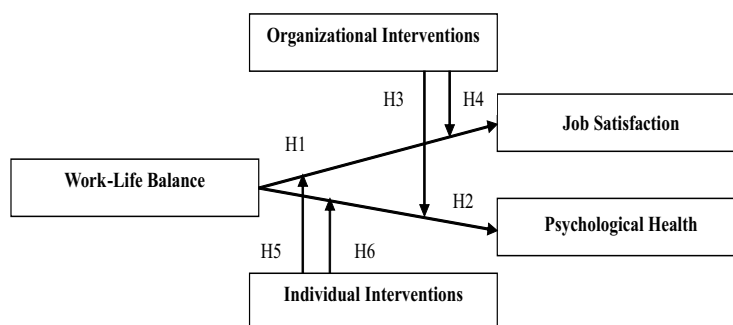 Organizational Interventions
H3
H4
Job Satisfaction
H1
Work-Life Balance
H2
Psychological Health
H5
H6
Individual Interventions